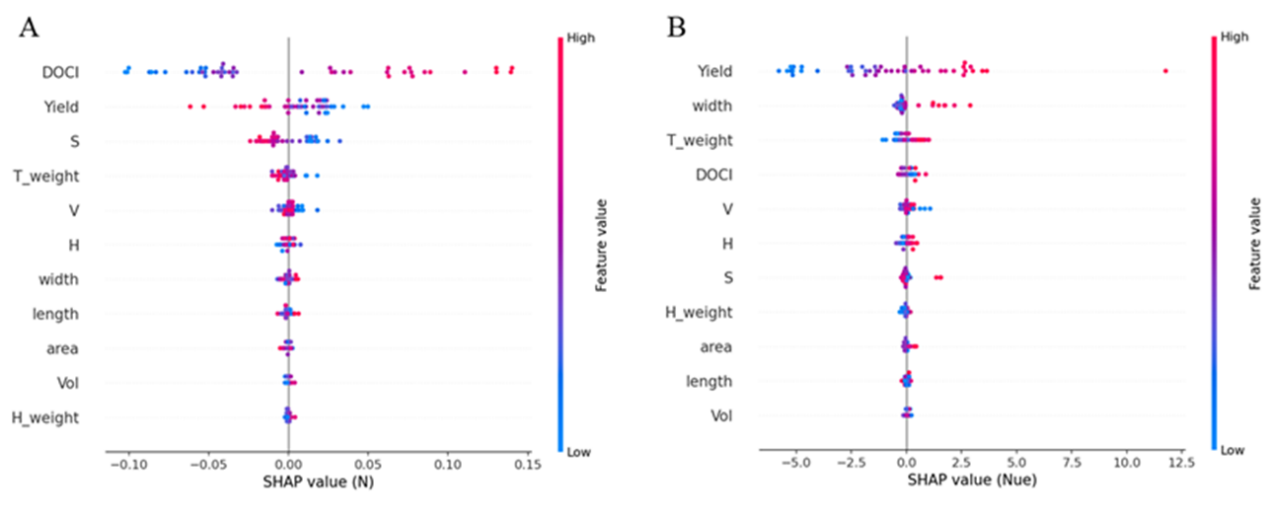 A
High
DOCI
Yield
S
T_weight
V
H
width
length
area
Vol
H_weight
Feature value
Low
−0.10 −0.05 0.00 0.05 0.10 0.15
SHAP value (N)
B
High
Yield
width
T_weight
DOCI
V
H
S
H_weight
area
length
Vol
Feature value
Low
−5.0 −2.5 0.0 2.5 5.0 7.5 10.0 12.5
SHAP value (Nue)